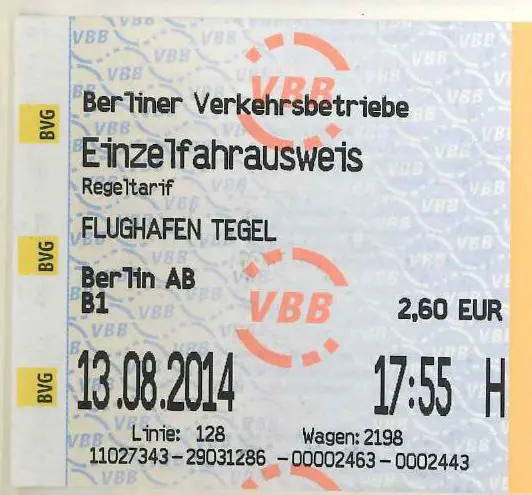 BVG
BVG
BVG
VBB
Berliner Verkehrsbetriebe
Einzelfahrausweis
Regeltarif
FLUGHAFEN TEGEL
Berlin AB
B1
VBB
2,60 EUR
13.08.2014 17:55 H
Linie: 128 Wagen: 2198
11027343-29031286 -00002463-0002443